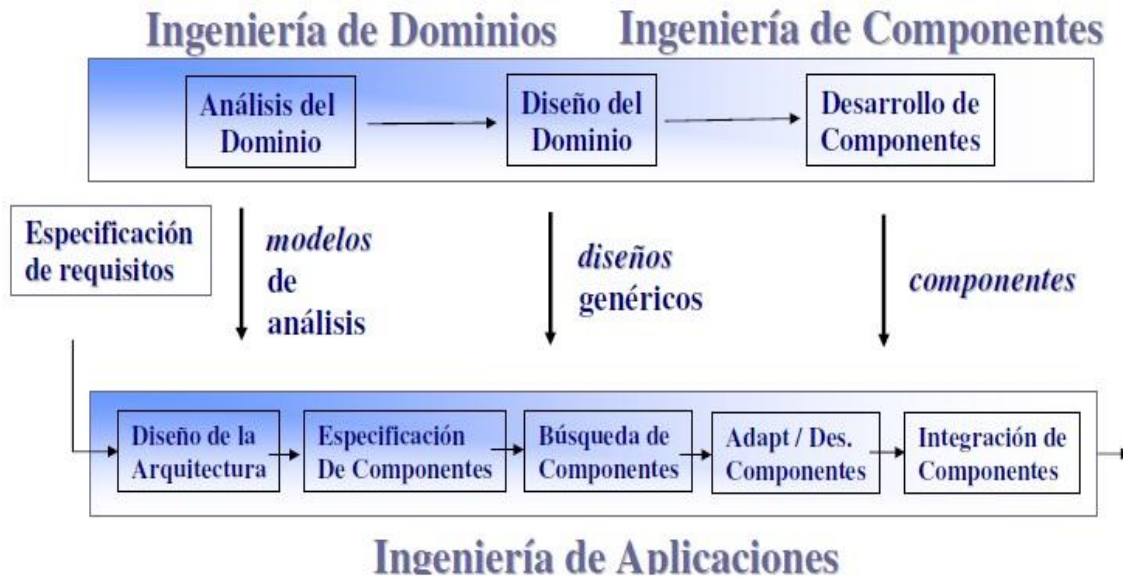 Ingeniería de Dominios
Ingeniería de Componentes
Análisis del
Dominio
Diseño del
Dominio
Desarrollo de
Componentes
Especificación
de requisitos
modelos
de
análisis
diseños
genéricos
componentes
Diseño de la
Arquitectura
Especificación
De Componentes
Búsqueda de
Componentes
Adapt / Des.
Componentes
Integración de
Componentes
Ingeniería de Aplicaciones